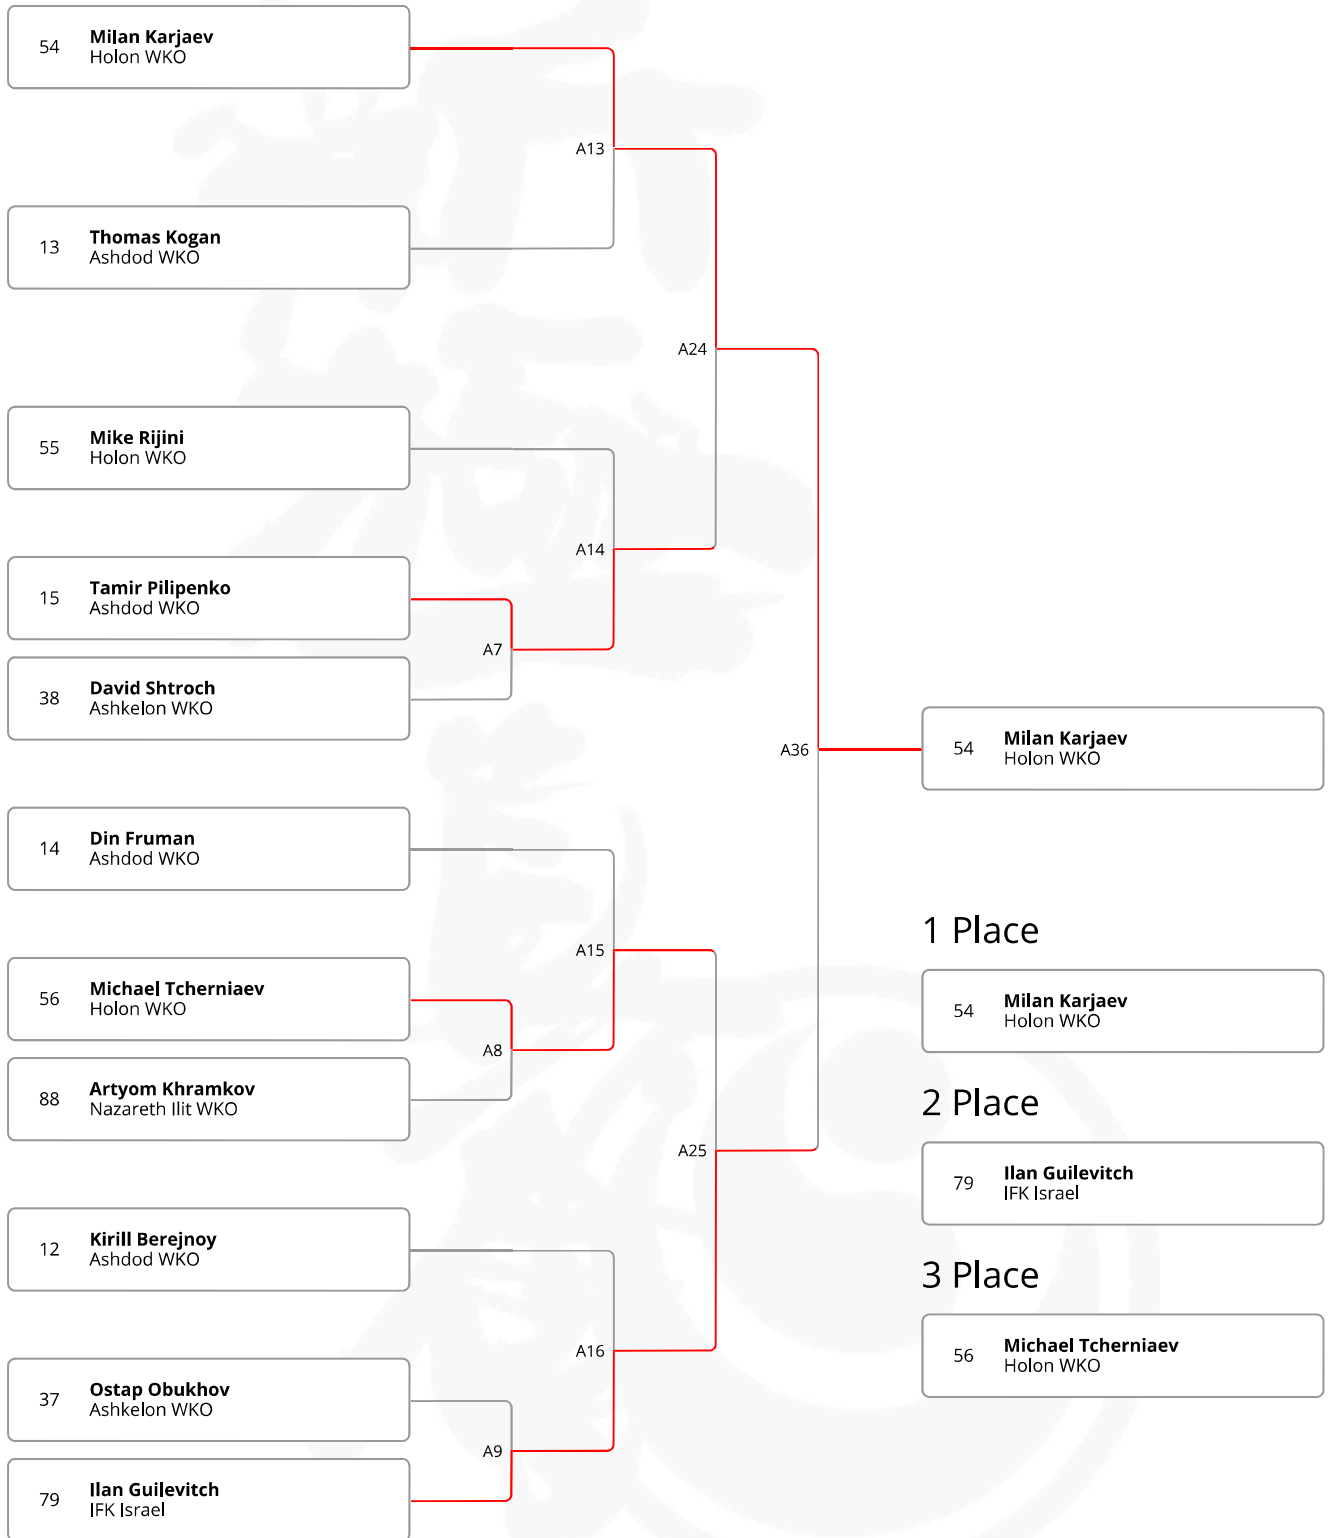 54
Milan Karjaev
Holon WKO
A13
13
Thomas Kogan
Ashdod WKO
A24
55
Mike Rijini
Holon WKO
A14
15
Tamir Pilipenko
Ashdod WKO
A7
38
David Shtroch
Ashkelon WKO
A36
54
Milan Karjaev
Holon WKO
14
Din Fruman
Ashdod WKO
A15
56
Michael Tcherniaev
Holon WKO
A8
88
Artyom Khramkov
Nazareth Ilit WKO
A25
12
Kirill Berejnoy
Ashdod WKO
A16
37
Ostap Obukhov
Ashkelon WKO
A9
79
Ilan Guilevitch
IFK Israel
1 Place
54
Milan Karjaev
Holon WKO
2 Place
79
Ilan Guilevitch
IFK Israel
3 Place
56
Michael Tcherniaev
Holon WKO